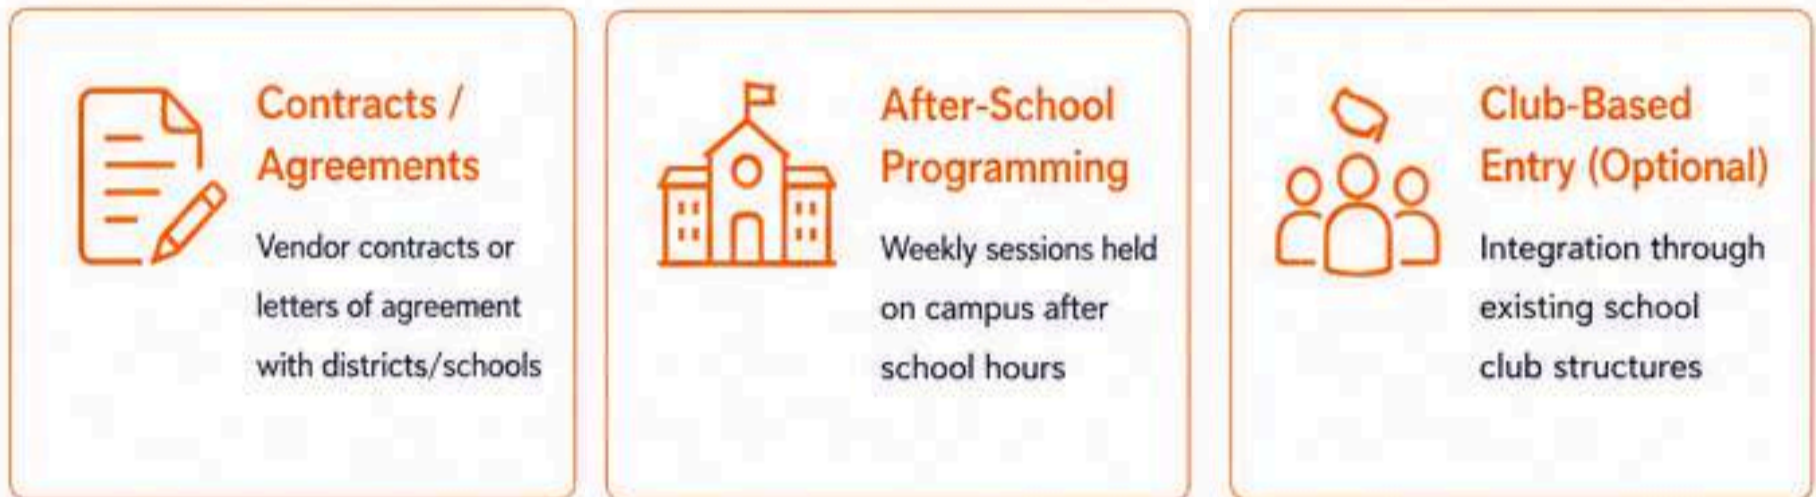 Contracts /
Agreements
Vendor contracts or
letters of agreement
with districts/schools
After-School
Programming
Weekly sessions held
on campus after
school hours
Club-Based
Entry (Optional)
Integration through
existing school
club structures